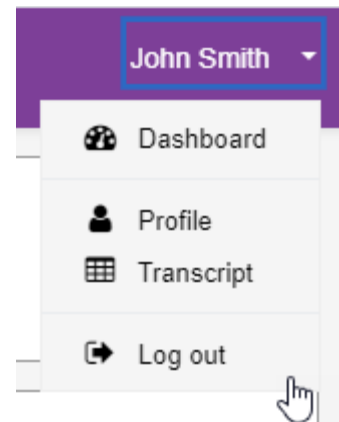 John Smith
Dashboard
Profile
Transcript
Log out